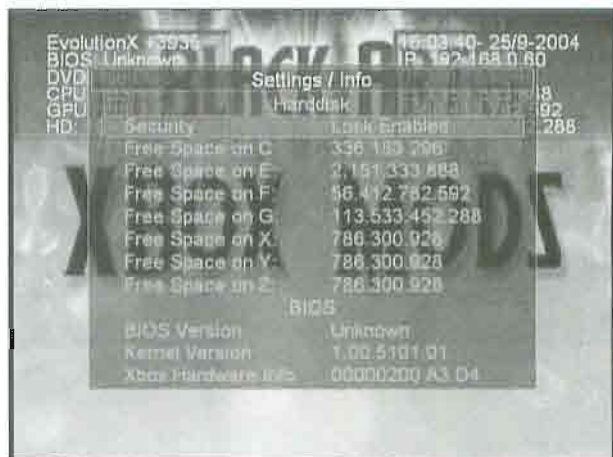 EvolutionX +3935 16:03:40- 25/9-2004
BIOS: Unknown IP: 192.168.0.60
DVD
CPU
GPU
HD:
Settings / Info
Harddisk
Security Lock Enabled
Free Space on C:
Free Space on E: 2,151,333,888
Free Space on F: 56.412.782.592
Free Space on G: 113.533.452.288
Free Space on X: 786.300.928
Free Space on Y: 786.300.928
Free Space on Z: 786.300.928
BIOS
BIOS Version Unknown
Kernel Version 1.00.5101.01
Xbox Hardware Info 00000200 A3 D4
XBOX MODS